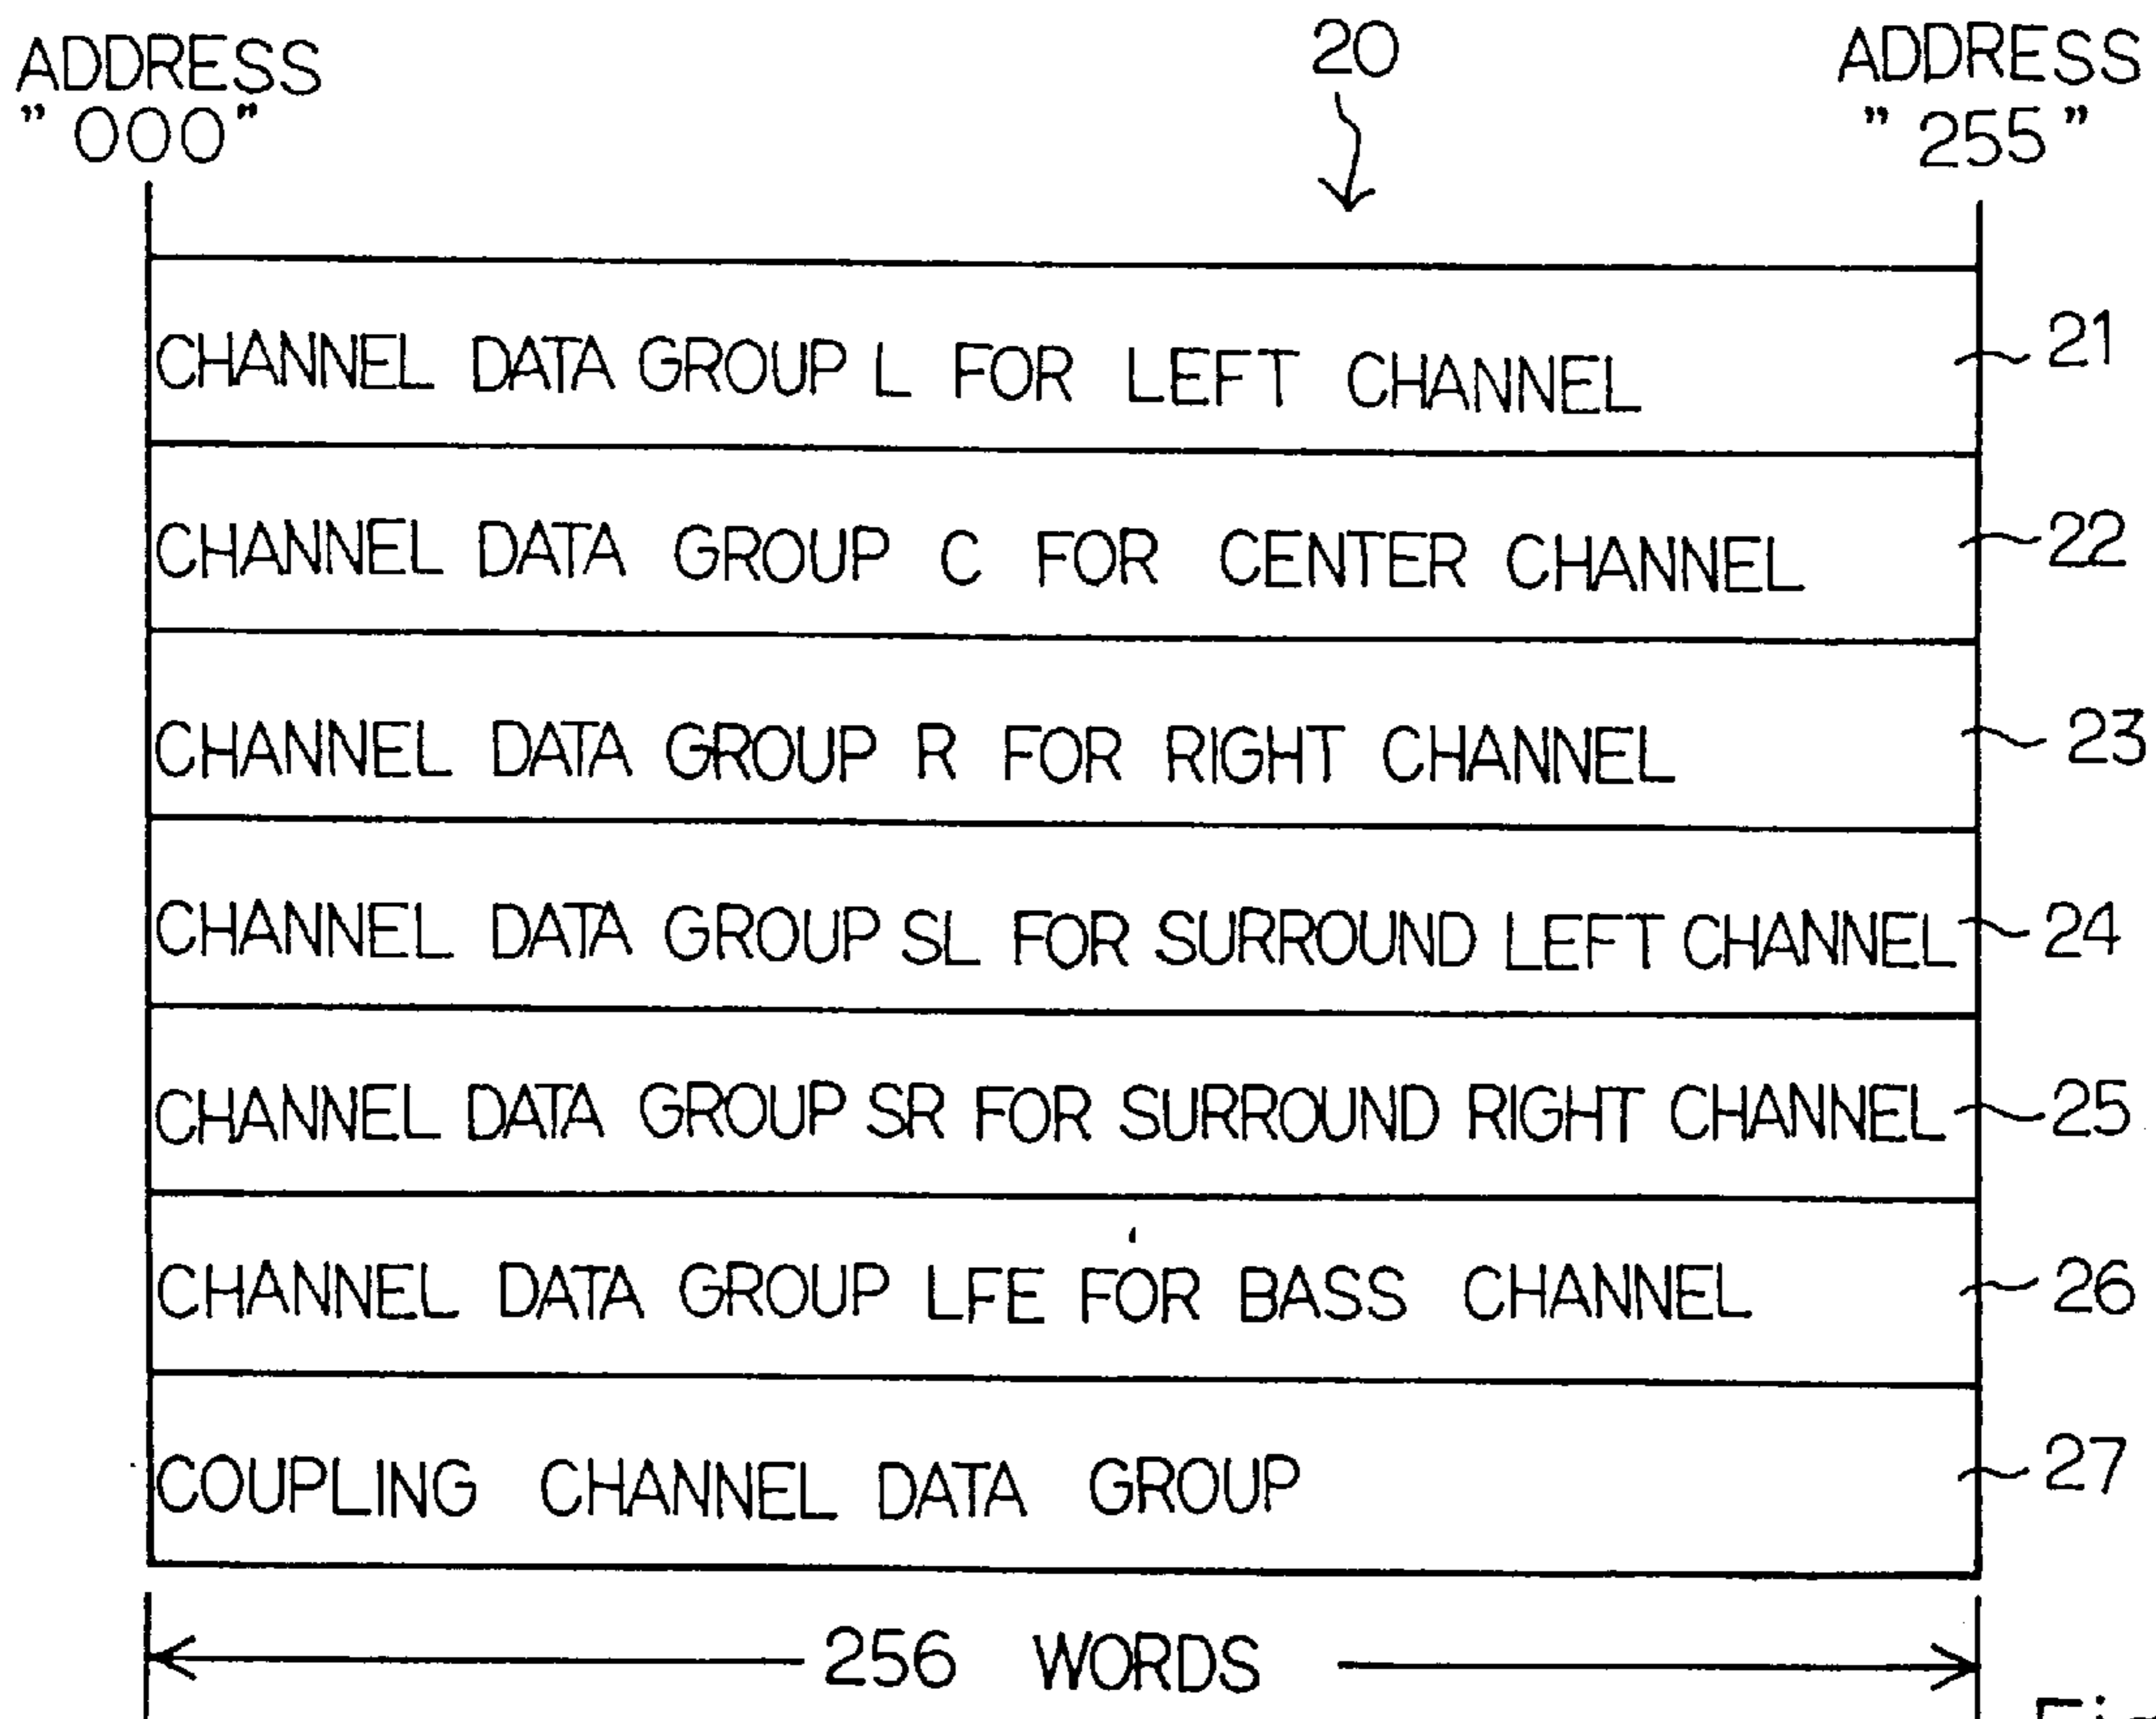 ADDRESS
"000"
20
ADDRESS
"255"
CHANNEL DATA GROUP L FOR LEFT CHANNEL
21
CHANNEL DATA GROUP C FOR CENTER CHANNEL
22
CHANNEL DATA GROUP R FOR RIGHT CHANNEL
23
CHANNEL DATA GROUP SL FOR SURROUND LEFT CHANNEL
24
CHANNEL DATA GROUP SR FOR SURROUND RIGHT CHANNEL
25
CHANNEL DATA GROUP LFE FOR BASS CHANNEL
26
COUPLING CHANNEL DATA GROUP
27
256 WORDS